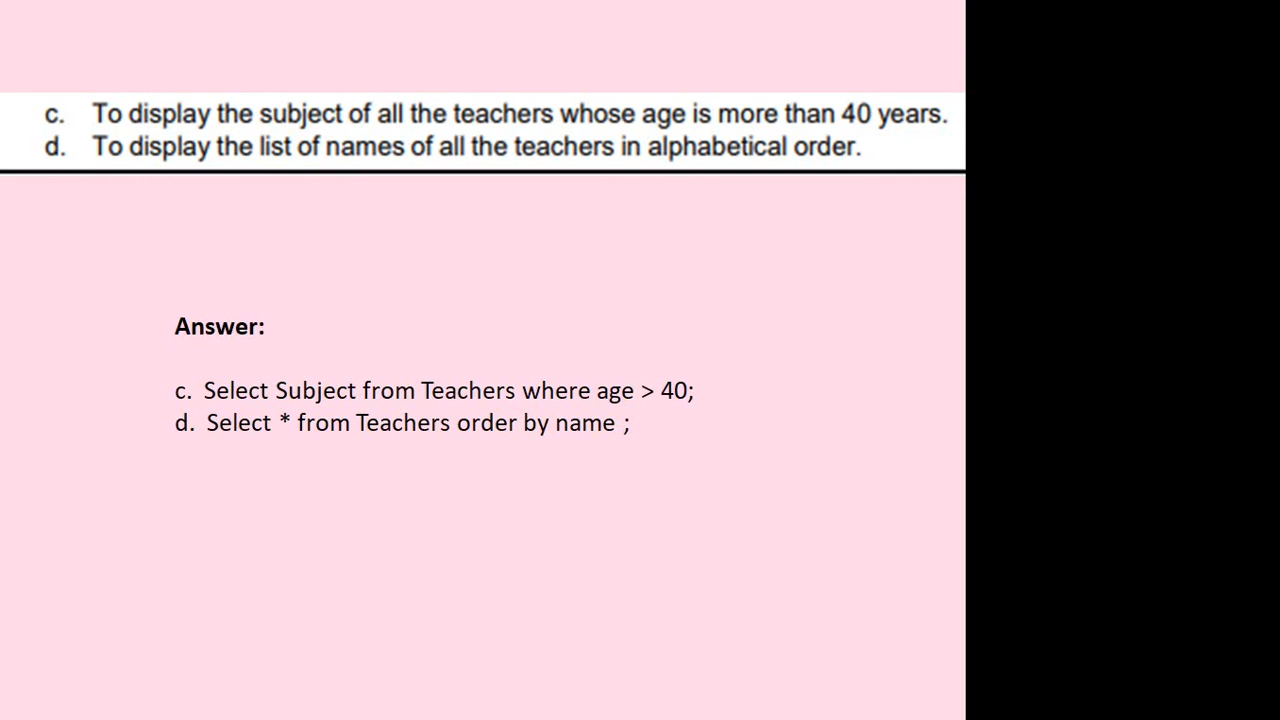 c. To display the subject of all the teachers whose age is more than 40 years.
d. To display the list of names of all the teachers in alphabetical order.
Answer:
c. Select Subject from Teachers where age > 40;
d. Select * from Teachers order by name ;